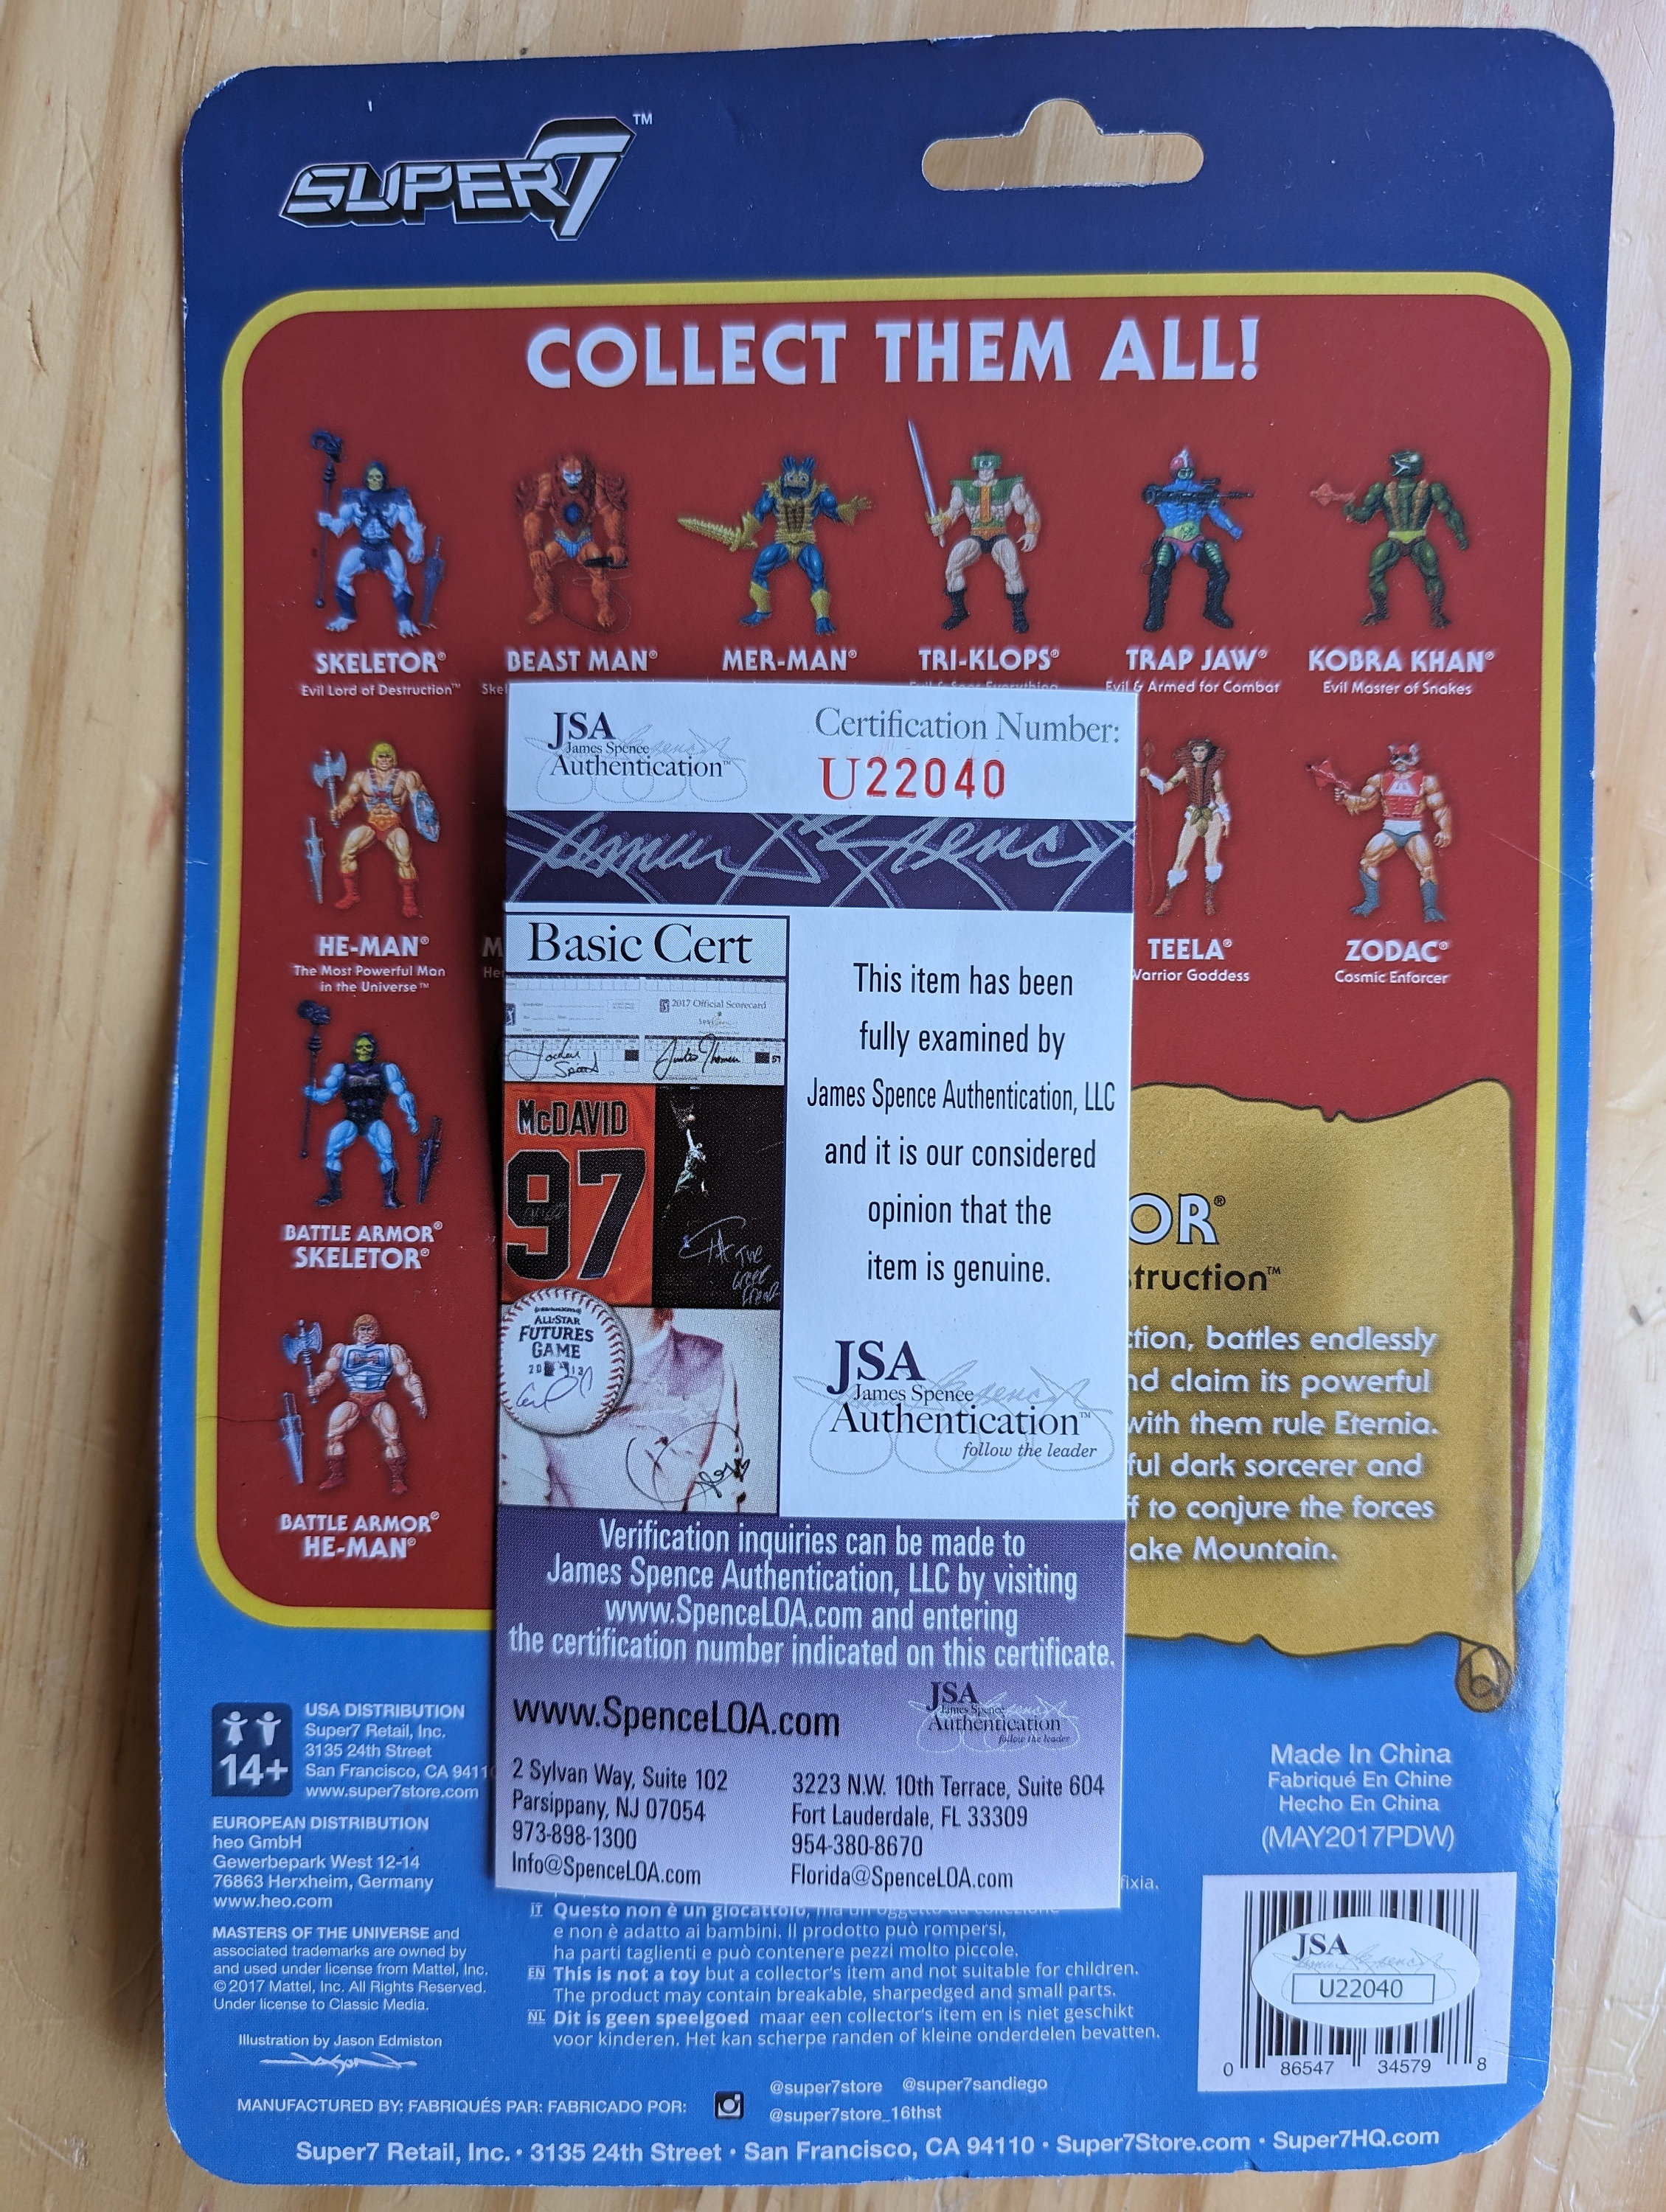 SUPER7™
COLLECT THEM ALL!
SKELETOR®
Evil Lord of Destruction™
BEAST MAN®
Skel
MER-MAN®
TRI-KLOPS®
TRAP JAW®
Evil & Armed for Combat
KOBRA KHAN®
Evil Master of Snakes
HE-MAN®
The Most Powerful Man
in the Universe™
M
He
TEELA®
Warrior Goddess
ZODAC®
Cosmic Enforcer
BATTLE ARMOR®
SKELETOR®
BATTLE ARMOR®
HE-MAN®
JSA
James Spence
Authentication™
Certification Number:
U22040
Basic Cert
2017 Official Scorecard
McDAVID
97
ALL-STAR
FUTURES
GAME
This item has been
fully examined by
James Spence Authentication, LLC
and it is our considered
opinion that the
item is genuine.
JSA
James Spence
Authentication™
follow the leader
Verification inquiries can be made to
James Spence Authentication, LLC by visiting
www.SpenceLOA.com and entering
the certification number indicated on this certificate.
www.SpenceLOA.com
JSA
James Spence
Authentication
follow the leader
2 Sylvan Way, Suite 102
Parsippany, NJ 07054
973-898-1300
Info@SpenceLOA.com
3223 N.W. 10th Terrace, Suite 604
Fort Lauderdale, FL 33309
954-380-8670
Florida@SpenceLOA.com
OR®
struction™
ction, battles endlessly
nd claim its powerful
with them rule Eternia.
ful dark sorcerer and
ff to conjure the forces
ake Mountain.
14+
USA DISTRIBUTION
Super7 Retail, Inc.
3135 24th Street
San Francisco, CA 9411
www.super7store.com
EUROPEAN DISTRIBUTION
heo GmbH
Gewerbepark West 12-14
76863 Herxheim, Germany
www.heo.com
MASTERS OF THE UNIVERSE and
associated trademarks are owned by
and used under license from Mattel, Inc.
©2017 Mattel, Inc. All Rights Reserved.
Under license to Classic Media.
Illustration by Jason Edmiston
fixia.
IT Questo non è un giocattolo, ma un oggetto da collezione
e non è adatto ai bambini. Il prodotto può rompersi,
ha parti taglienti e può contenere pezzi molto piccole.
EN This is not a toy but a collector's item and not suitable for children.
The product may contain breakable, sharpedged and small parts.
NL Dit is geen speelgoed maar een collector's item en is niet geschikt
voor kinderen. Het kan scherpe randen of kleine onderdelen bevatten.
Made In China
Fabriqué En Chine
Hecho En China
(MAY2017PDW)
JSA
U22040
0 86547 34579 8
MANUFACTURED BY: FABRIQUÉS PAR: FABRICADO POR:
@super7store @super7sandiego
@super7store_16thst
Super7 Retail, Inc. • 3135 24th Street • San Francisco, CA 94110 • Super7Store.com • Super7HQ.com